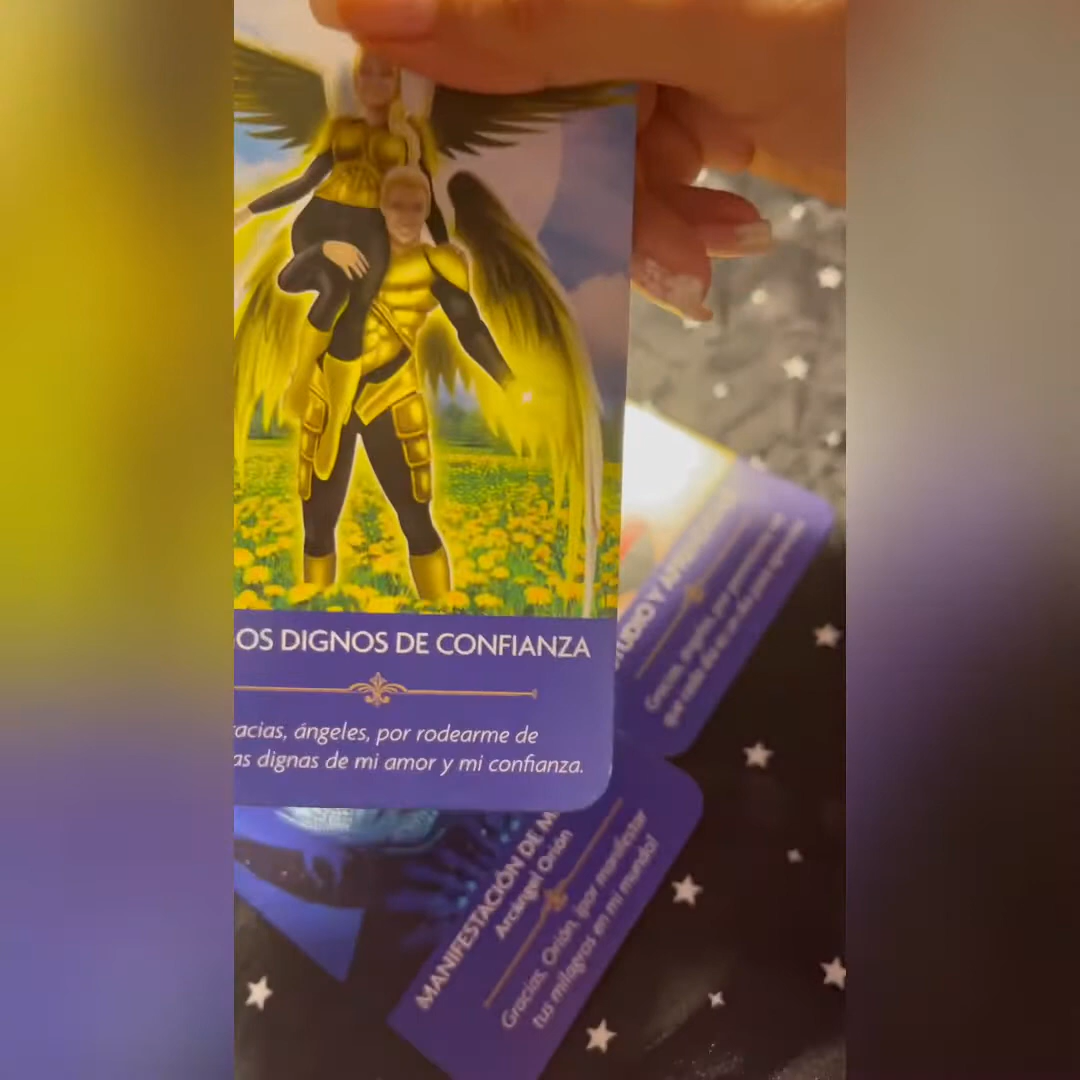 OS DIGNOS DE CONFIANZA
racias, ángeles, por rodearme de
as dignas de mi amor y mi confianza.
TUDIO Y
Gracias, ángeles, por
que cada día
MANIFESTACIÓN DE M
Arcángel Orión
Gracias, Orión, ¡por manifestar
tus milagros en mi mundo!